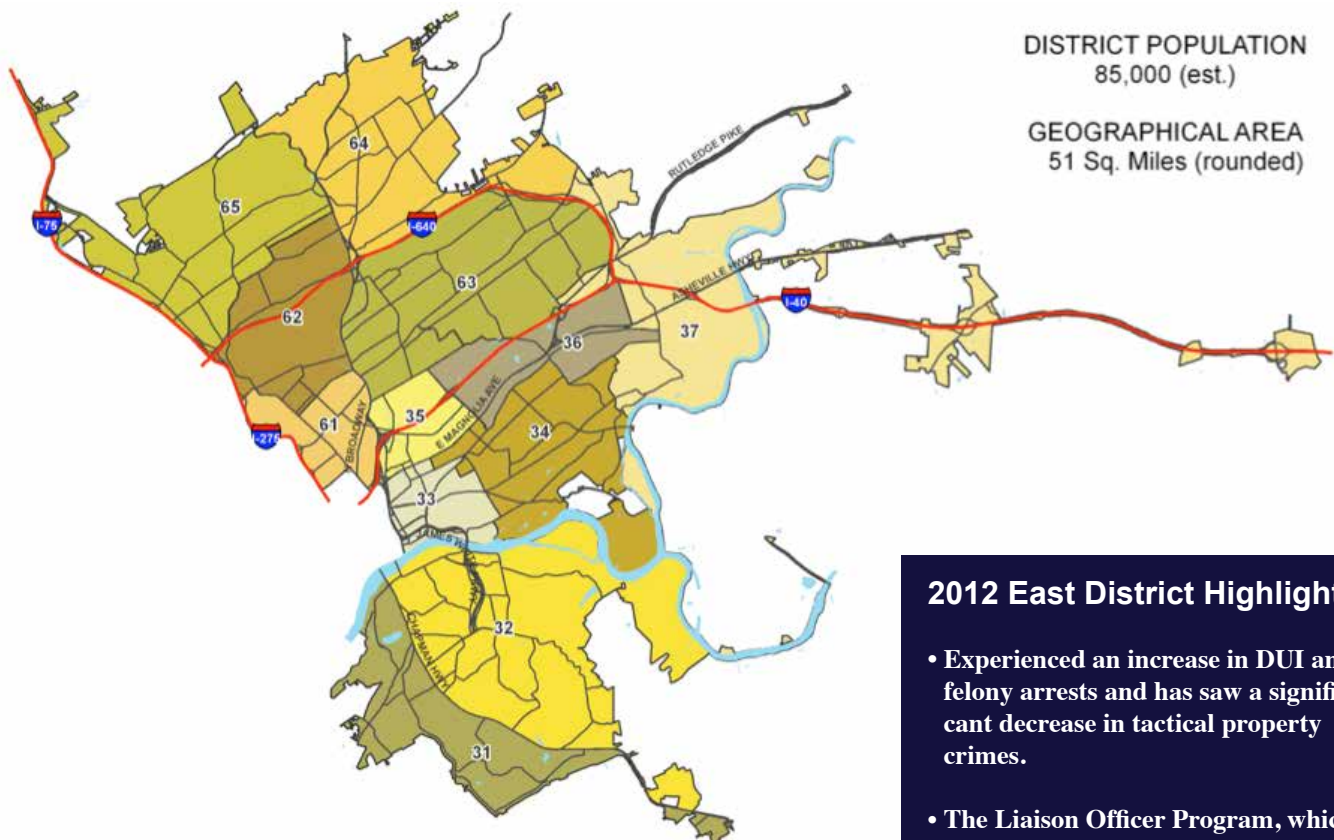 DISTRICT POPULATION
85,000 (est.)
GEOGRAPHICAL AREA
51 Sq. Miles (rounded)
64
RUTLEDGE PIKE
65
I-75
I-640
63
ASHEVILLE HWY
I-40
62
36
37
E MAGNOLIA AVE
35
61
BROADWAY
34
I-275
33
JAMES WHITE PKWY
32
CHAPMAN HWY
31
2012 East District Highlight
• Experienced an increase in DUI an
felony arrests and has saw a signifi
cant decrease in tactical property
crimes.
• The Liaison Officer Program, whic